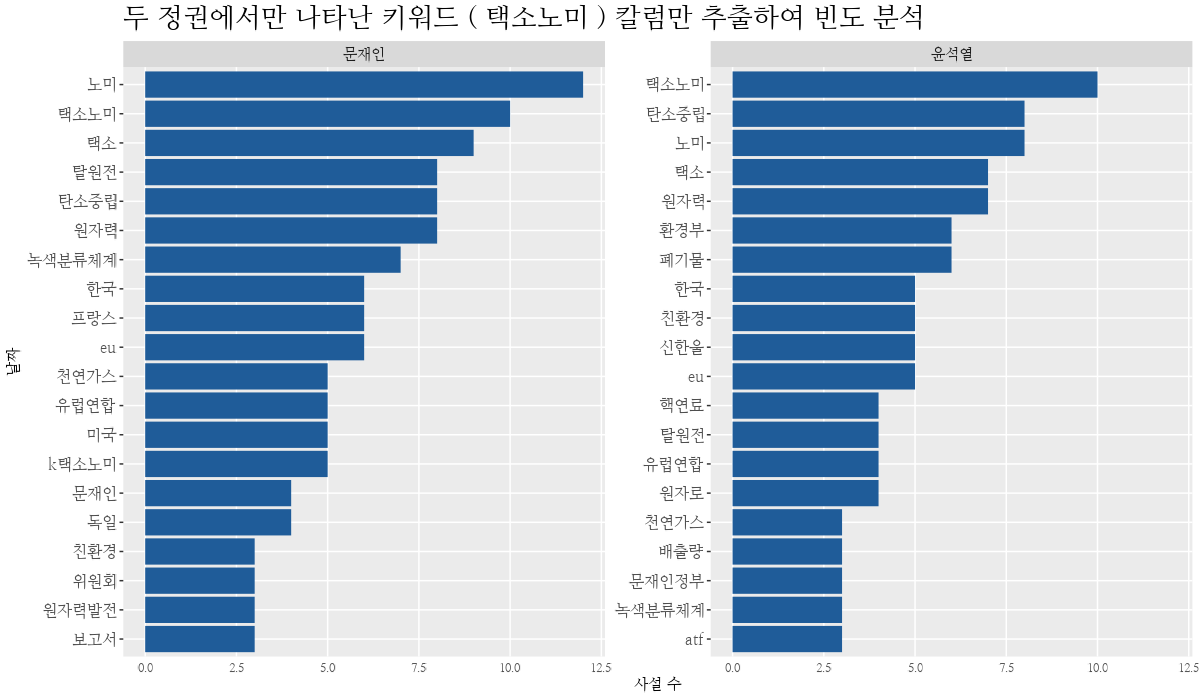 두 정권에서만 나타난 키워드 ( 택소노미 ) 칼럼만 추출하여 빈도 분석
문재인
노미
택소노미
택소
탈원전
탄소중립
원자력
녹색분류체계
한국
프랑스
eu
천연가스
유럽연합
미국
k택소노미
문재인
독일
친환경
위원회
원자력발전
보고서
0.0 2.5 5.0 7.5 10.0 12.5
윤석열
택소노미
탄소중립
노미
택소
원자력
환경부
폐기물
한국
친환경
신한울
eu
핵연료
탈원전
유럽연합
원자로
천연가스
배출량
문재인정부
녹색분류체계
atf
0.0 2.5 5.0 7.5 10.0 12.5
날짜
사설 수